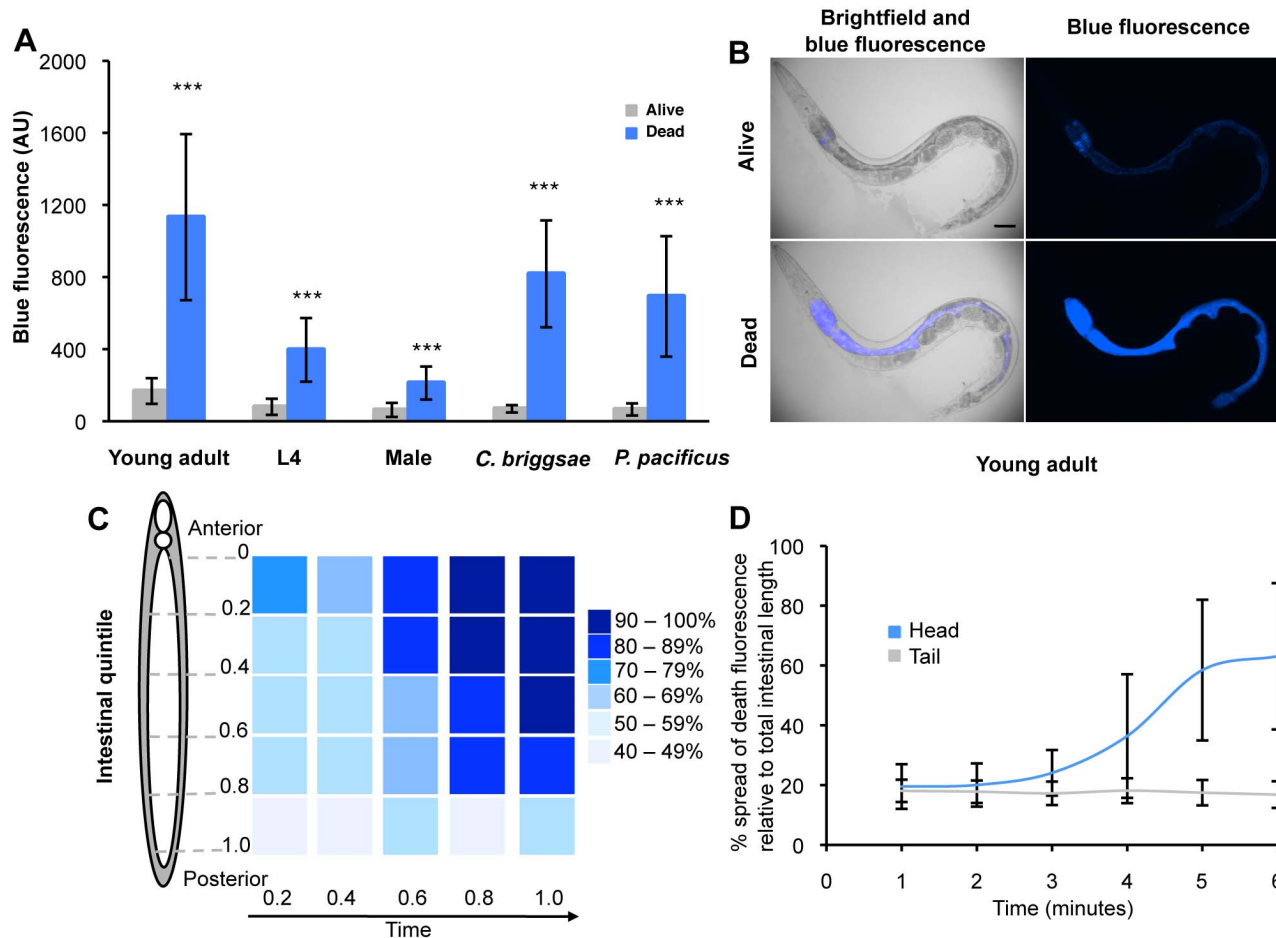 A
2000
1600
1200
800
400
0
Blue fluorescence (AU)
***
***
***
***
***
Alive
Dead
Young adult
L4
Male
C. briggsae
P. pacificus
B
Brightfield and
blue fluorescence
Blue fluorescence
Alive
Dead
C
Anterior
0
0.2
0.4
0.6
0.8
1.0
Posterior
Intestinal quintile
90 – 100%
80 – 89%
70 – 79%
60 – 69%
50 – 59%
40 – 49%
0.2
0.4
0.6
0.8
1.0
Time
Young adult
D
100
80
60
40
20
0
% spread of death fluorescence
relative to total intestinal length
Head
Tail
0
1
2
3
4
5
6
Time (minutes)